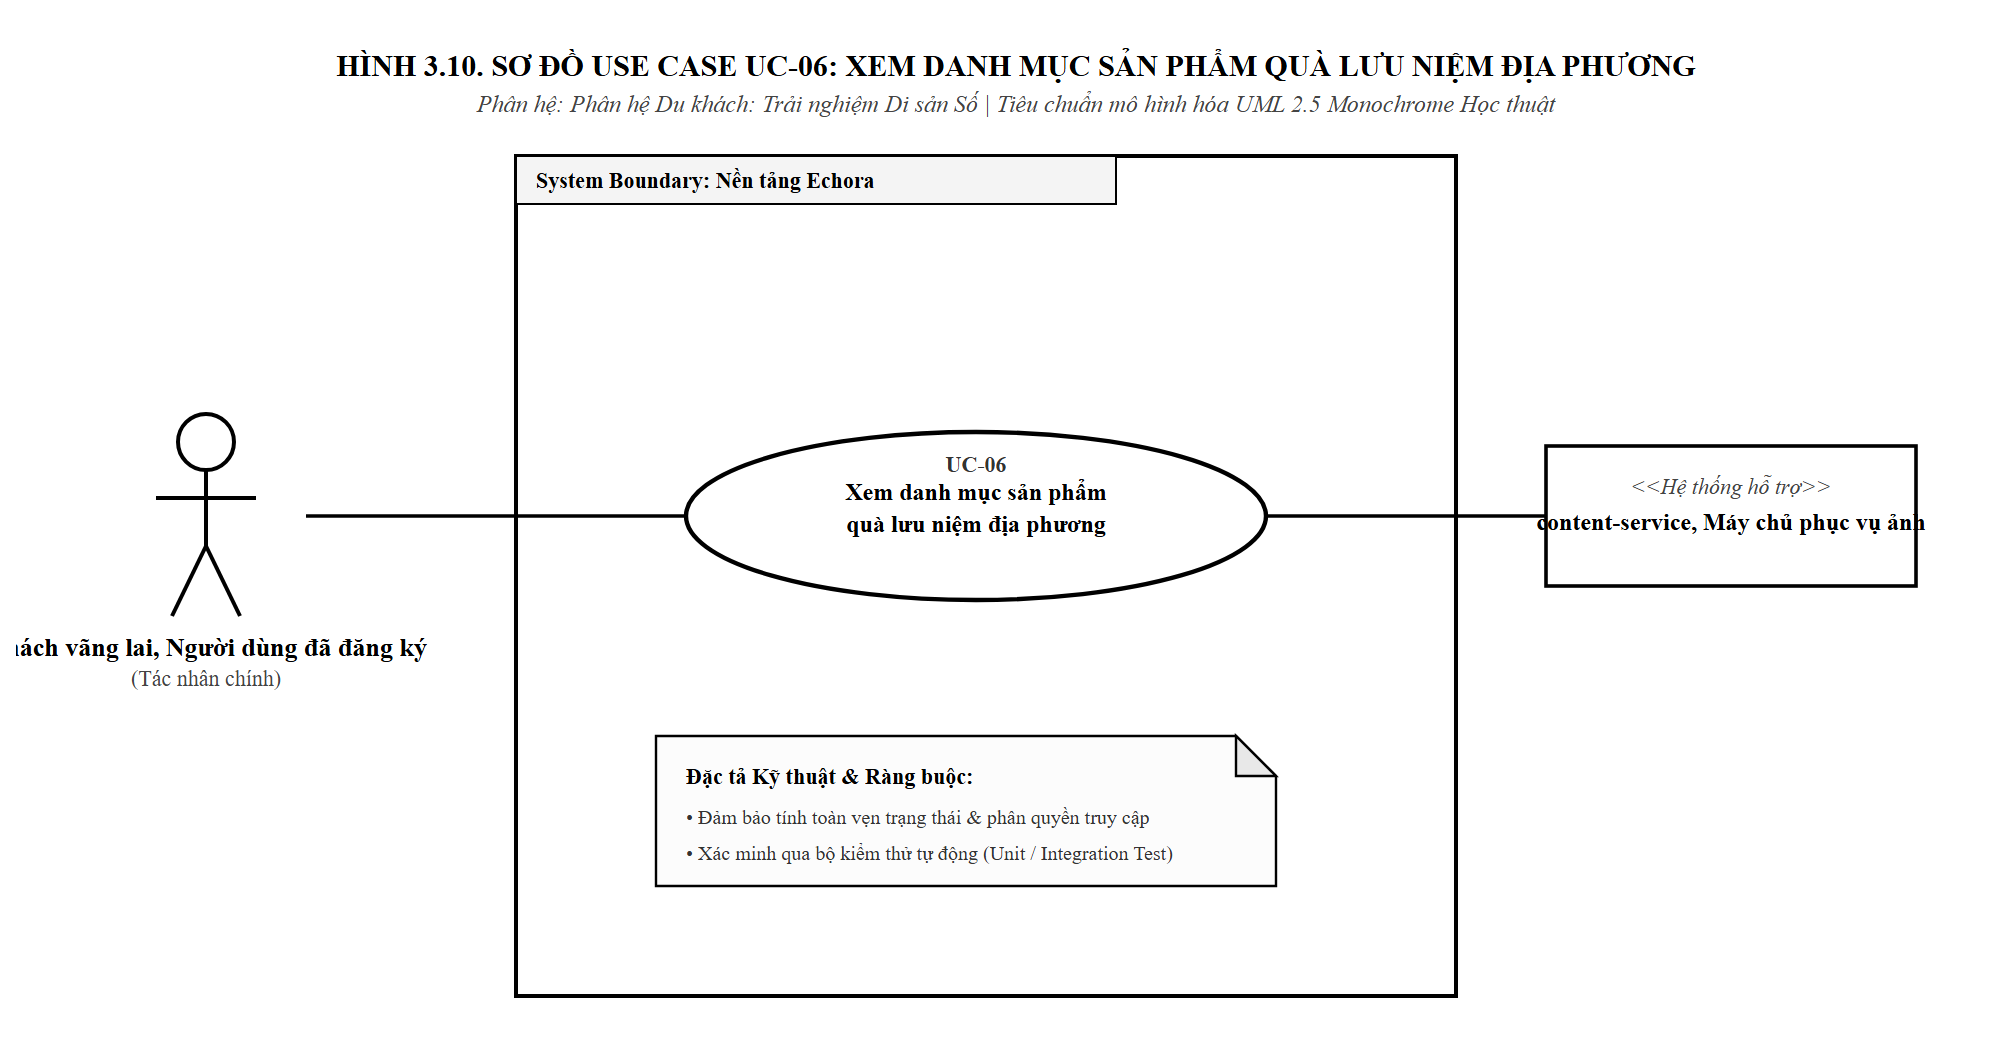 HÌNH 3.10. SƠ ĐỒ USE CASE UC-06: XEM DANH MỤC SẢN PHẨM QUÀ LƯU NIỆM ĐỊA PHƯƠNG
Phân hệ: Phân hệ Du khách: Trải nghiệm Di sản Số | Tiêu chuẩn mô hình hóa UML 2.5 Monochrome Học thuật
System Boundary: Nền tảng Echora
UC-06
Xem danh mục sản phẩm
quà lưu niệm địa phương
<<Hệ thống hỗ trợ>>
content-service, Máy chủ phục vụ ảnh
vãng lai, Người dùng đã đăng ký
(Tác nhân chính)
Đặc tả Kỹ thuật & Ràng buộc:
• Đảm bảo tính toàn vẹn trạng thái & phân quyền truy cập
• Xác minh qua bộ kiểm thử tự động (Unit / Integration Test)